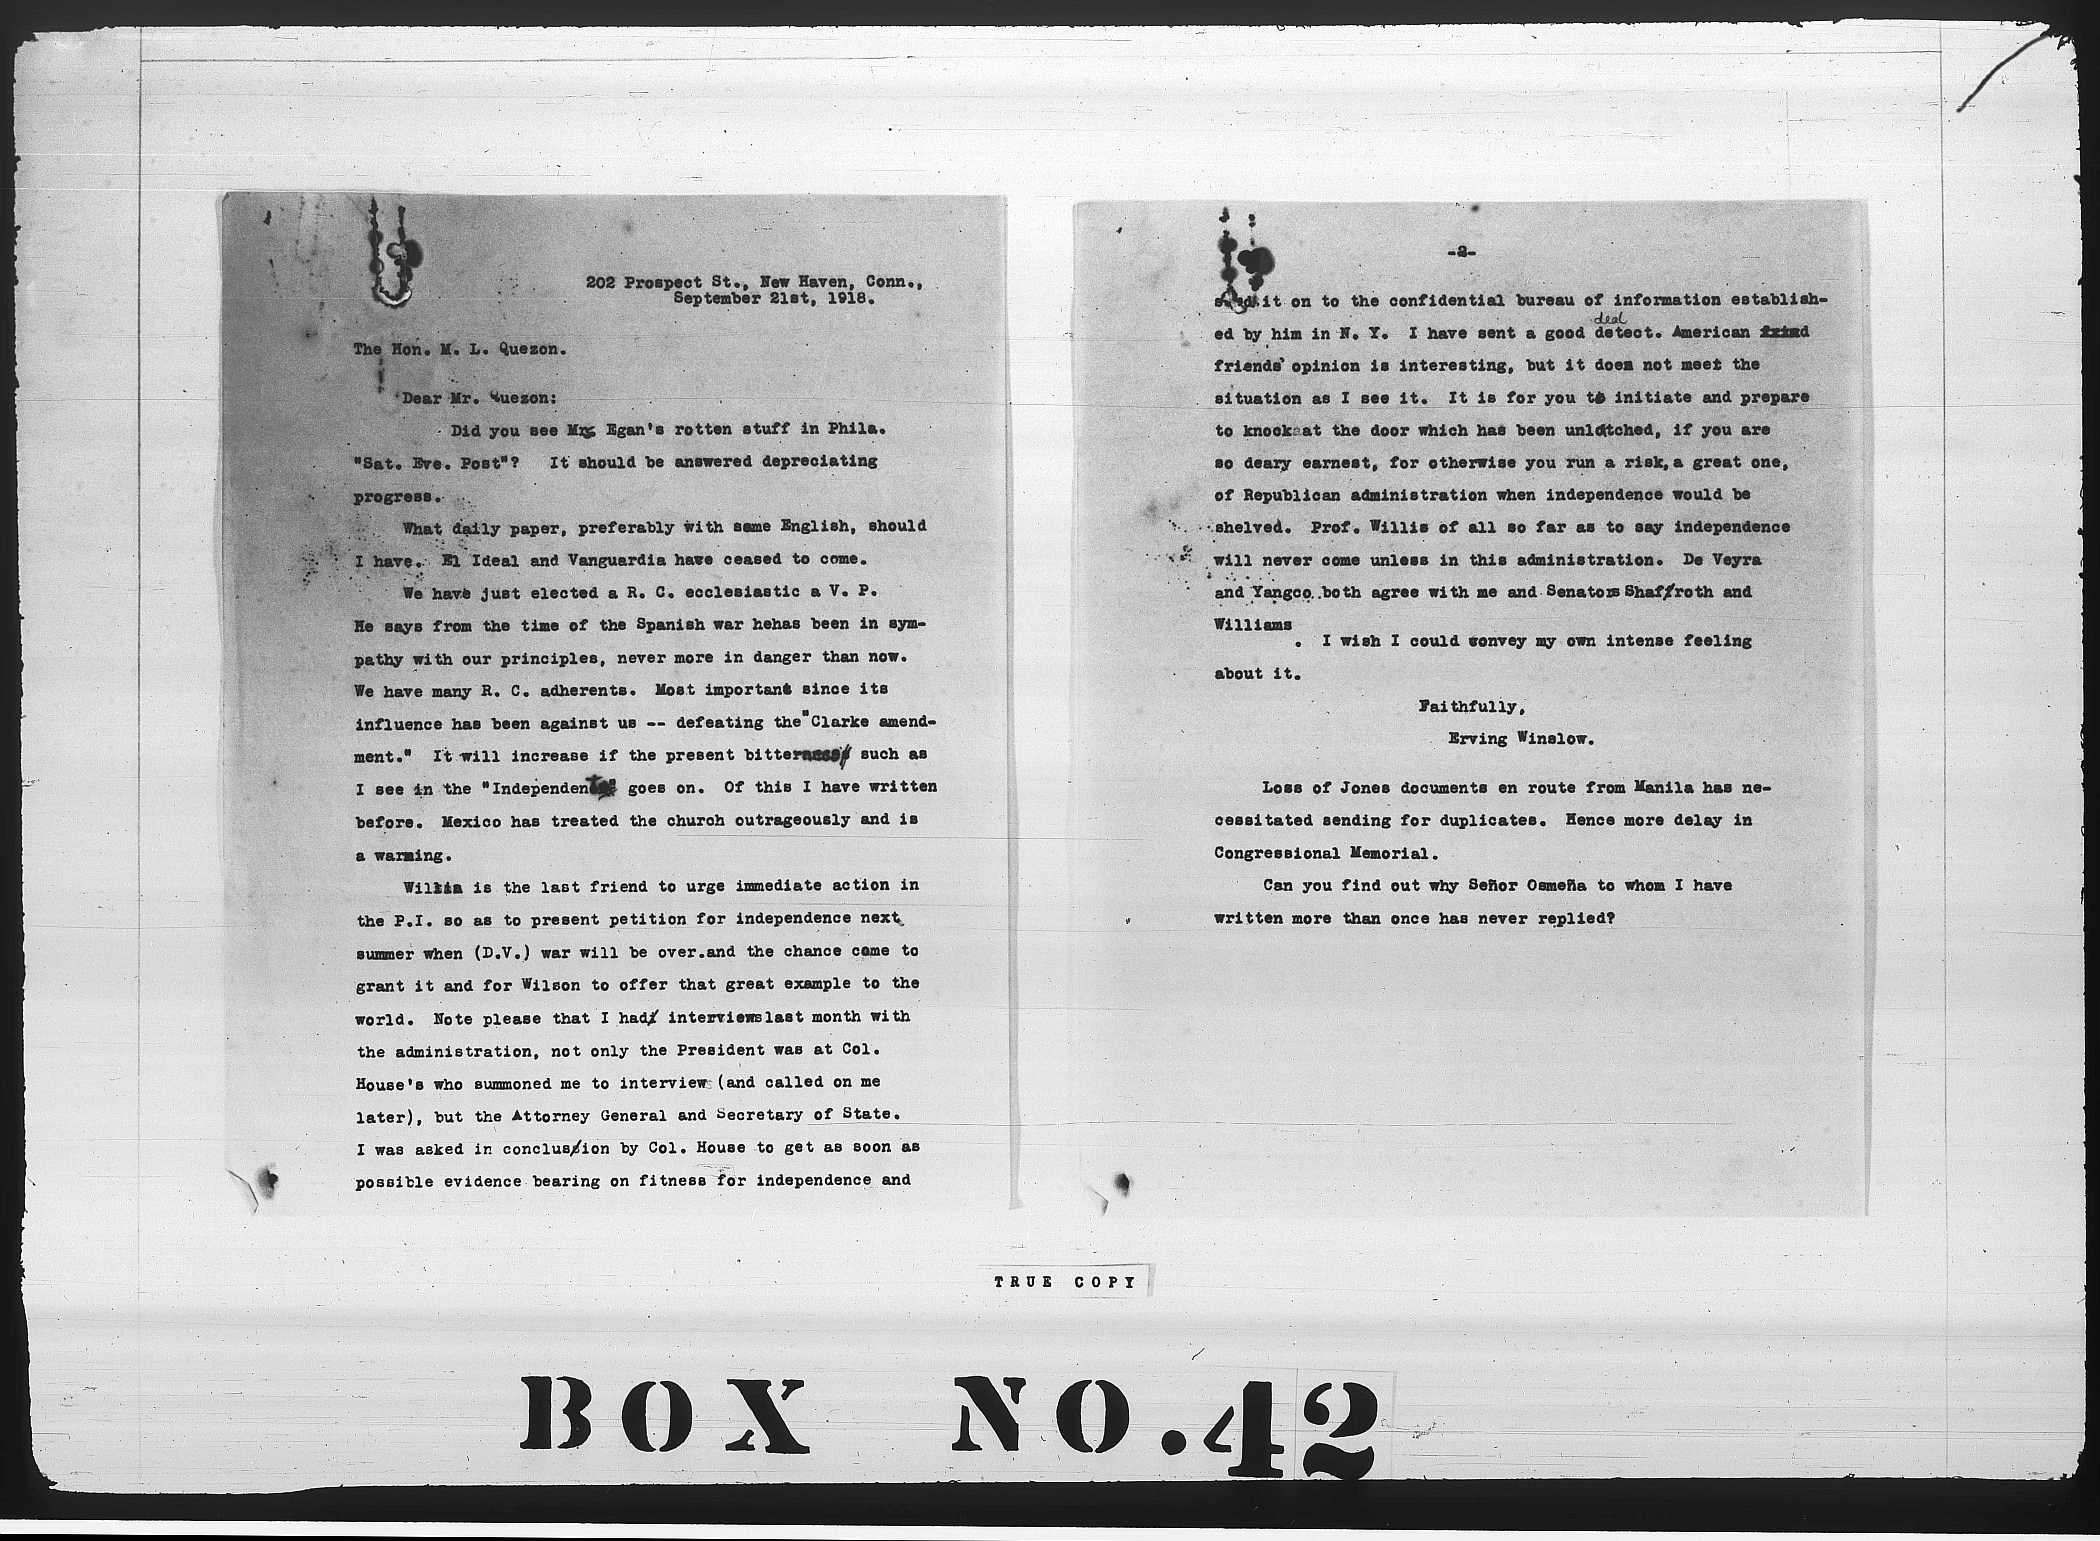 202 Prospect St., New Haven, Conn.,
September 21st, 1918.
The Hon. M. L. Quezon.
Dear Mr. Quezon:
Did you see Mr. Egan's rotten stuff in Phila.
"Sat. Eve. Post"? It should be answered depreciating
progress.
What daily paper, preferably with some English, should
I have. El Ideal and Vanguardia have ceased to come.
We have just elected a R. C. ecclesiastic a V. P.
He says from the time of the Spanish war hehas been in sym-
pathy with our principles, never more in danger than now.
We have many R. C. adherents. Most important since its
influence has been against us -- defeating the "Clarke amend-
ment." It will increase if the present bitterness such as
I see in the "Independent" goes on. Of this I have written
before. Mexico has treated the church outrageously and is
a warning.
is the last friend to urge immediate action in
the P.I. so as to present petition for independence next
summer when (D.V.) war will be over.and the chance come to
grant it and for Wilson to offer that great example to the
world. Note please that I had interviews last month with
the administration, not only the President was at Col.
House's who summoned me to interview (and called on me
later), but the Attorney General and Secretary of State.
I was asked in conclusion by Col. House to get as soon as
possible evidence bearing on fitness for independence and
-2-
send it on to the confidential bureau of information establish-
deal
ed by him in N. Y. I have sent a good detect. American
friends' opinion is interesting, but it does not meet the
situation as I see it. It is for you to initiate and prepare
to knock at the door which has been unlatched, if you are
so deary earnest, for otherwise you run a risk, a great one,
of Republican administration when independence would be
shelved. Prof. Willis of all so far as to say independence
will never come unless in this administration. De Veyra
and Yangco both agree with me and Senators Shaffroth and
Williams
. I wish I could convey my own intense feeling
about it.
Faithfully,
Erving Winslow.
Loss of Jones documents en route from Manila has ne-
cessitated sending for duplicates. Hence more delay in
Congressional Memorial.
Can you find out why Señor Osmeña to whom I have
written more than once has never replied?
TRUE COPY
BOX NO. 42